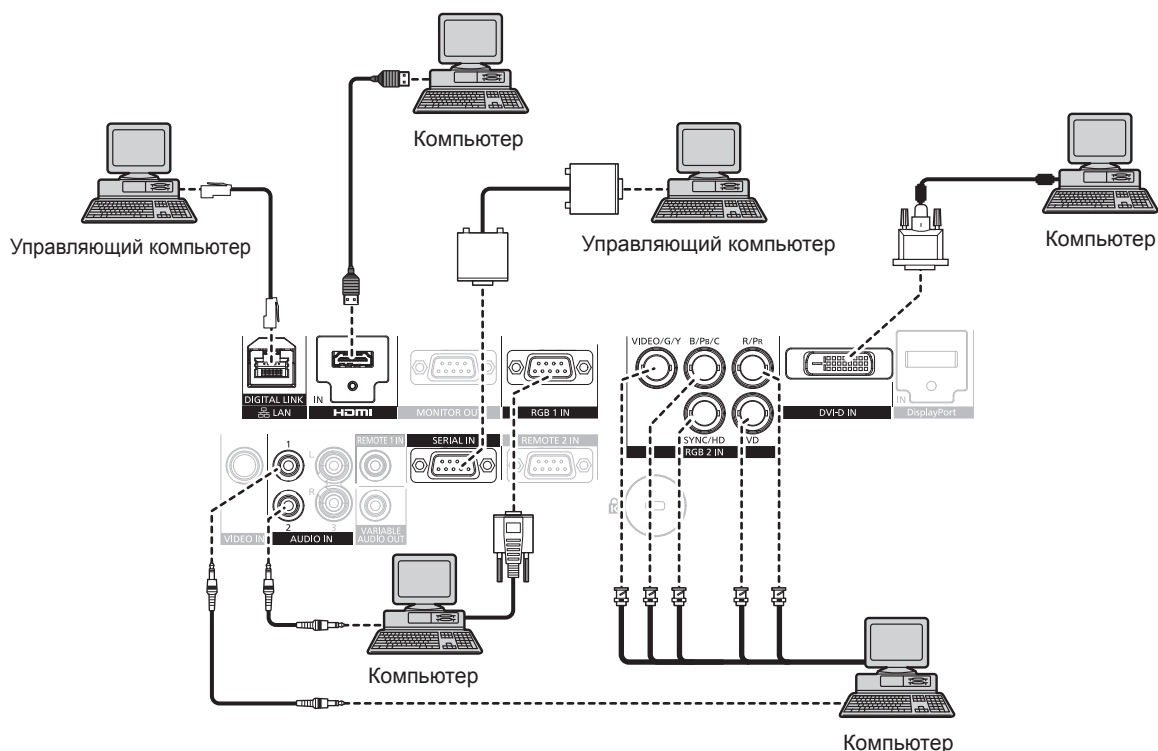 Компьютер
Управляющий компьютер
Управляющий компьютер
Компьютер
VIDEO/G/Y B/PB/C R/PR
DIGITAL LINK
LAN
IN
HDMI
MONITOR OUT
RGB 1 IN
SYNC/HD VD
RGB 2 IN
DVI-D IN
IN
DisplayPort
1
L
REMOTE 1 IN
SERIAL IN
REMOTE 2 IN
R
2
3
VIDEO IN
AUDIO IN
VARIABLE
AUDIO OUT
K
Компьютер
Компьютер